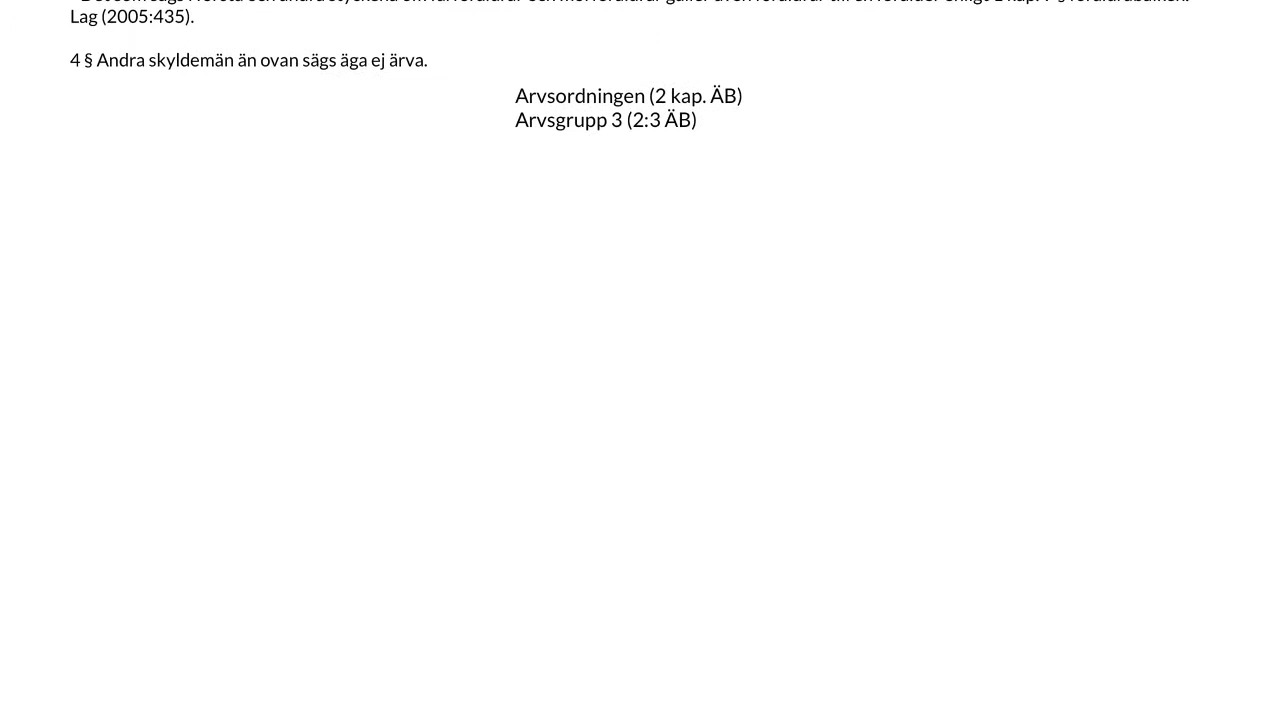 Lag (2005:435).
4 § Andra skyldemän än ovan sägs äga ej ärva.
Arvsordningen (2 kap. ÄB)
Arvsgrupp 3 (2:3 ÄB)